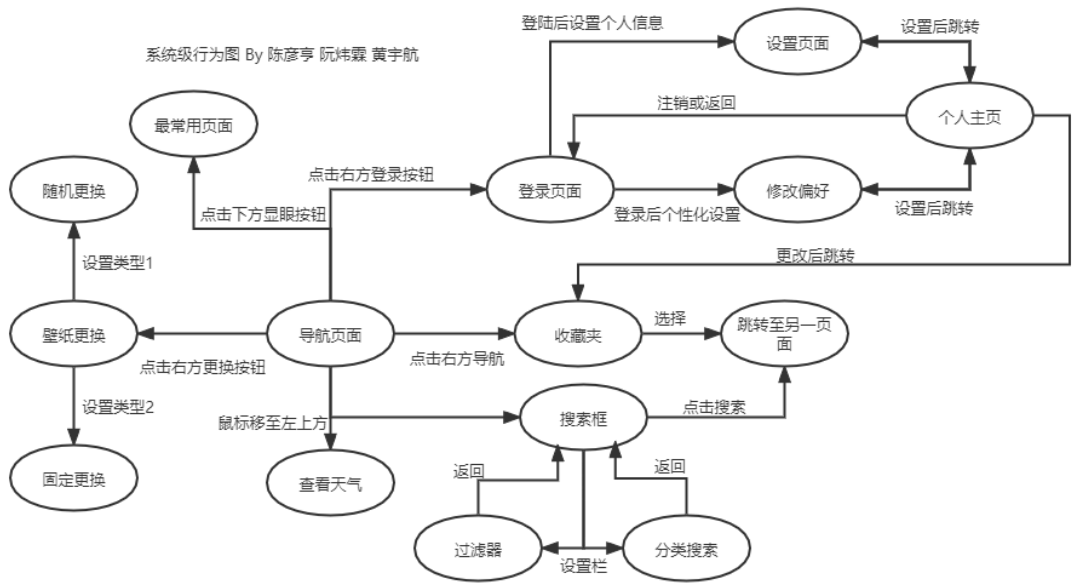 登陆后设置个人信息
设置页面
设置后跳转
系统级行为图 By 陈彦亨 阮炜霖 黄宇航
最常用页面
注销或返回
个人主页
随机更换
点击右方登录按钮
登录页面
修改偏好
点击下方显眼按钮
登录后个性化设置
设置后跳转
设置类型1
更改后跳转
壁纸更换
导航页面
收藏夹
选择
跳转至另一页
面
点击右方更换按钮
点击右方导航
设置类型2
鼠标移至左上方
搜索框
点击搜索
固定更换
查看天气
返回
返回
过滤器
设置栏
分类搜索